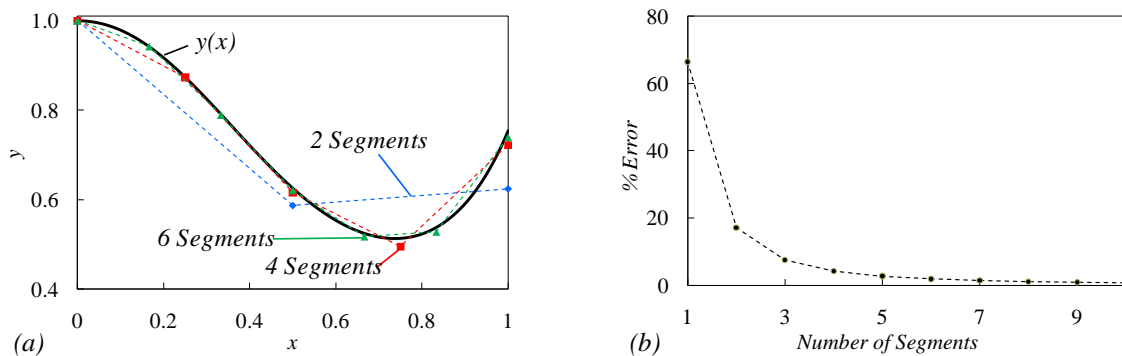 1.0
0.8
0.6
0.4
y
y(x)
2 Segments
6 Segments
4 Segments
0
0.2
0.4
0.6
0.8
1
x
(a)
80
60
40
20
0
% Error
1
3
5
7
9
Number of Segments
(b)